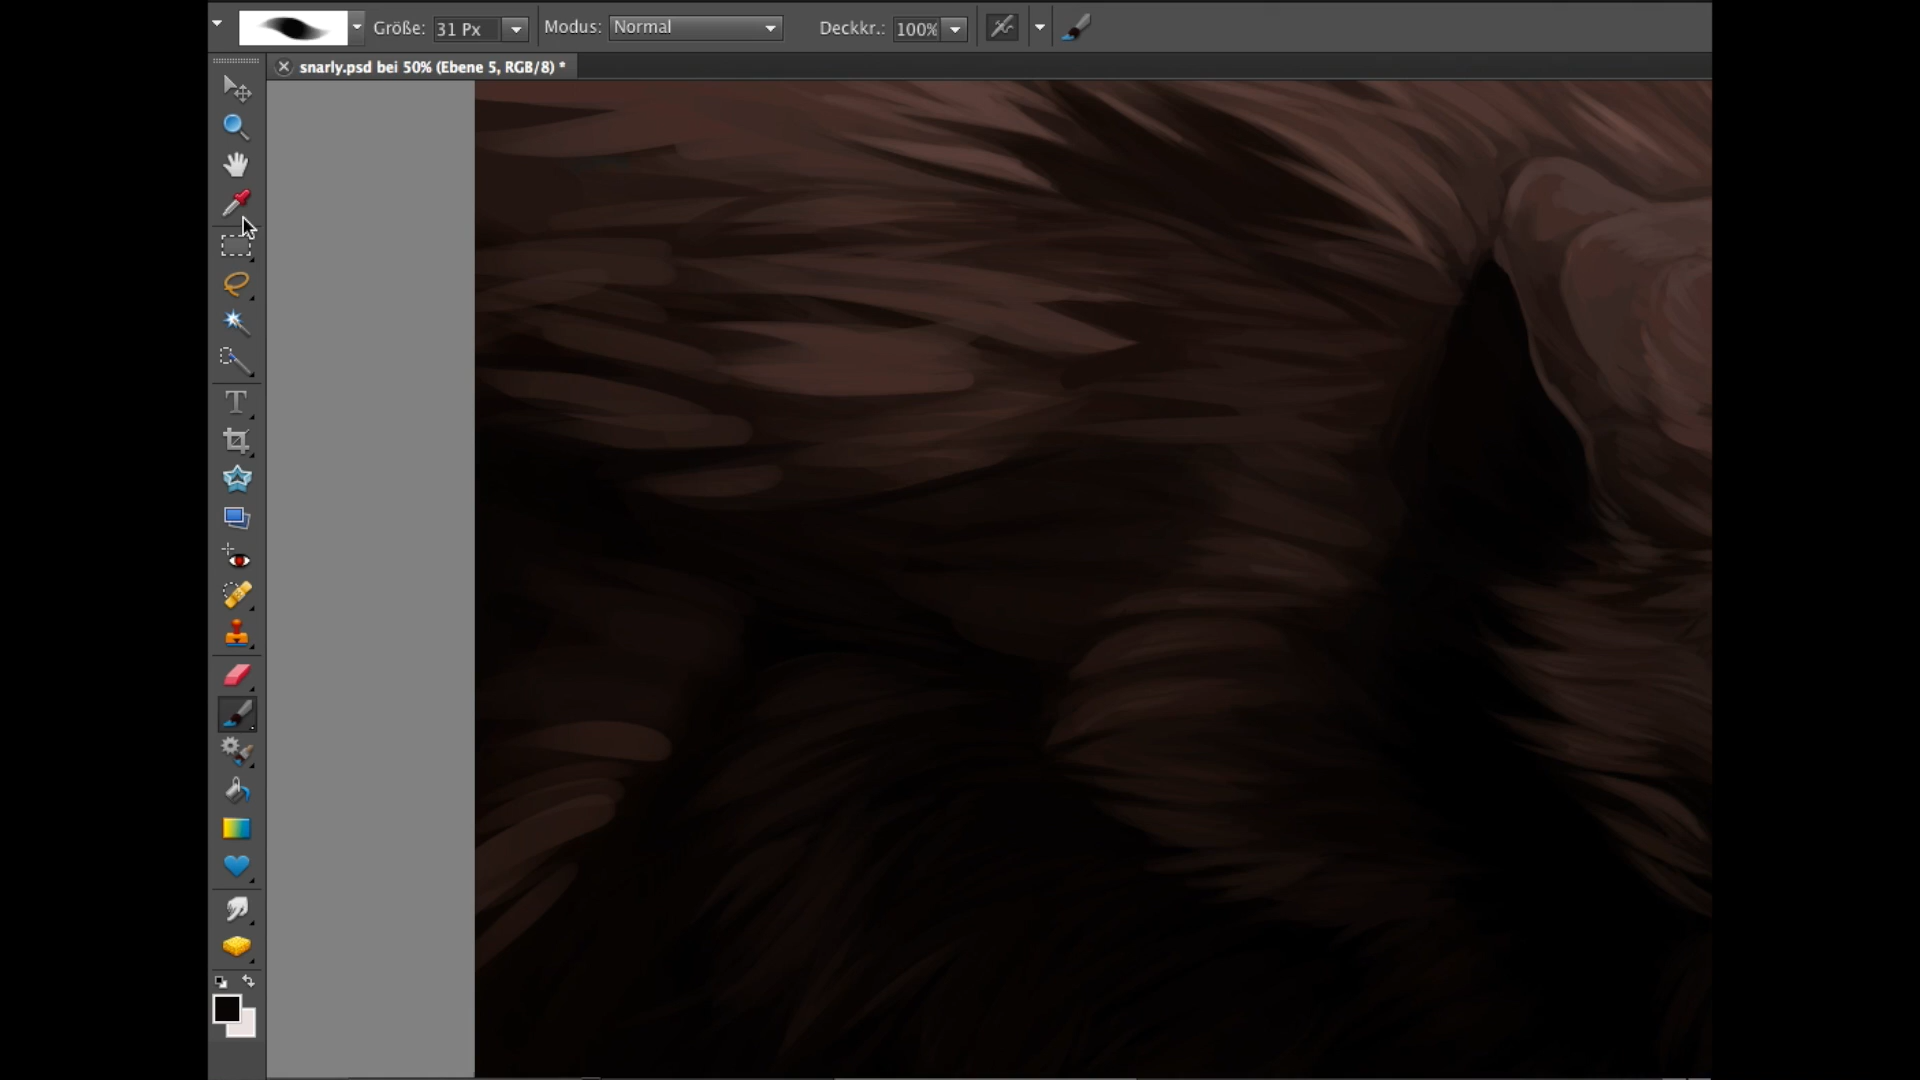 Größe: 31 Px Modus: Normal Deckkr.: 100%
snarly.psd bei 50% (Ebene 5, RGB/8) *
T